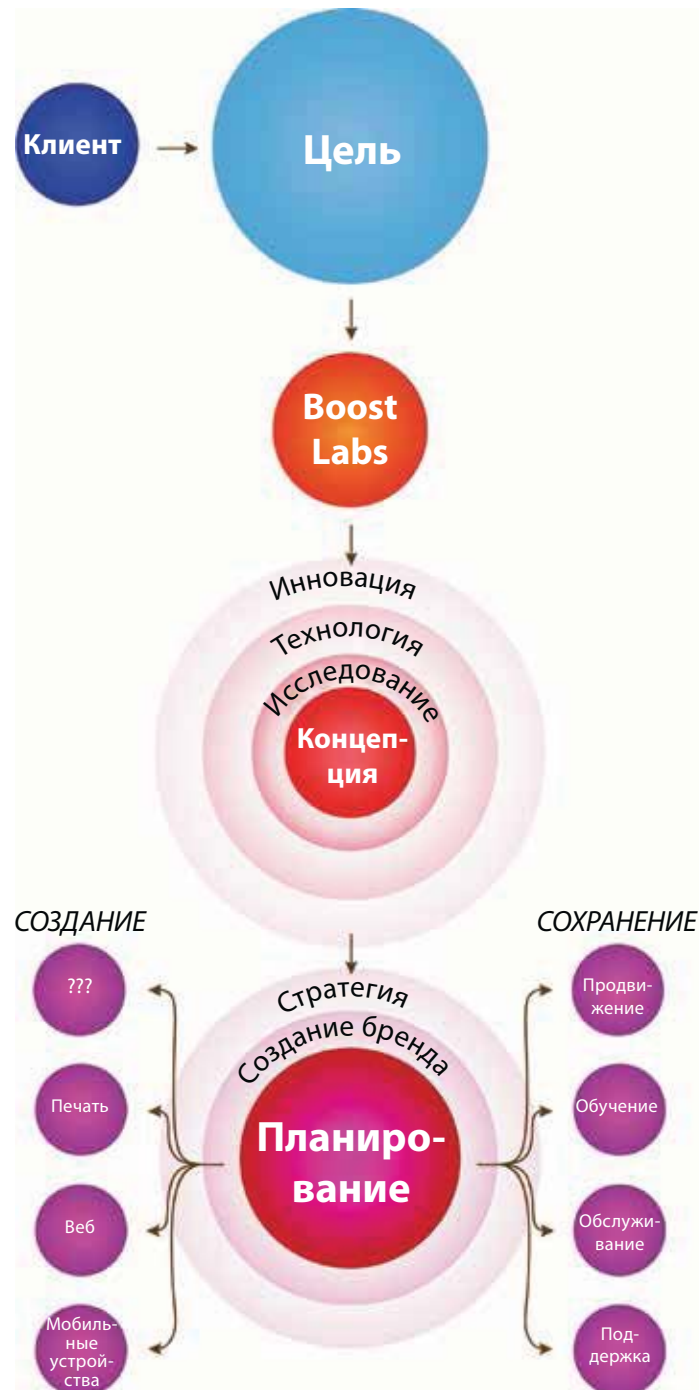 Клиент
Цель
Boost
Labs
Инновация
Технология
Исследование
Концеп-
ция
СОЗДАНИЕ
СОХРАНЕНИЕ
Стратегия
Создание бренда
Планиро-
вание
???
Печать
Веб
Мобиль-
ные
устрой-
ства
Продви-
жение
Обучение
Обслужи-
вание
Под-
держка